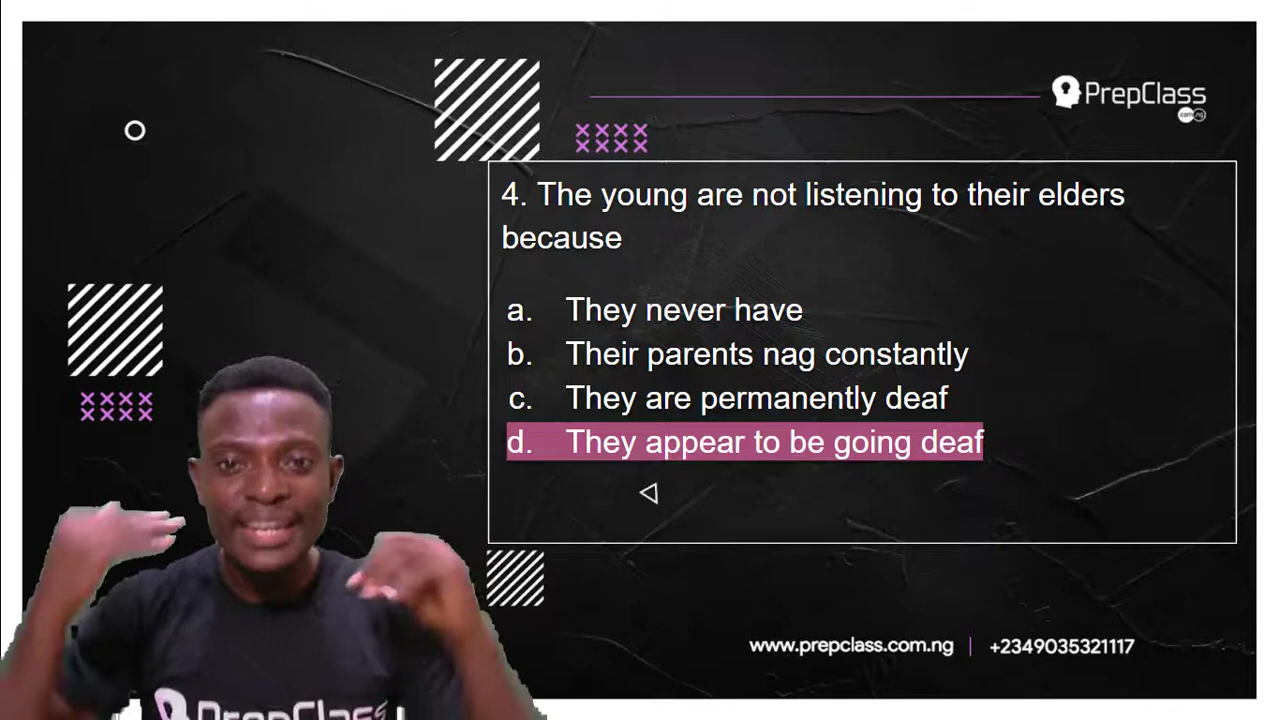 PrepClass
4. The young are not listening to their elders
because
a. They never have
b. Their parents nag constantly
c. They are permanently deaf
d. They appear to be going deaf
www.prepclass.com.ng | +2349035321117
PrepClass